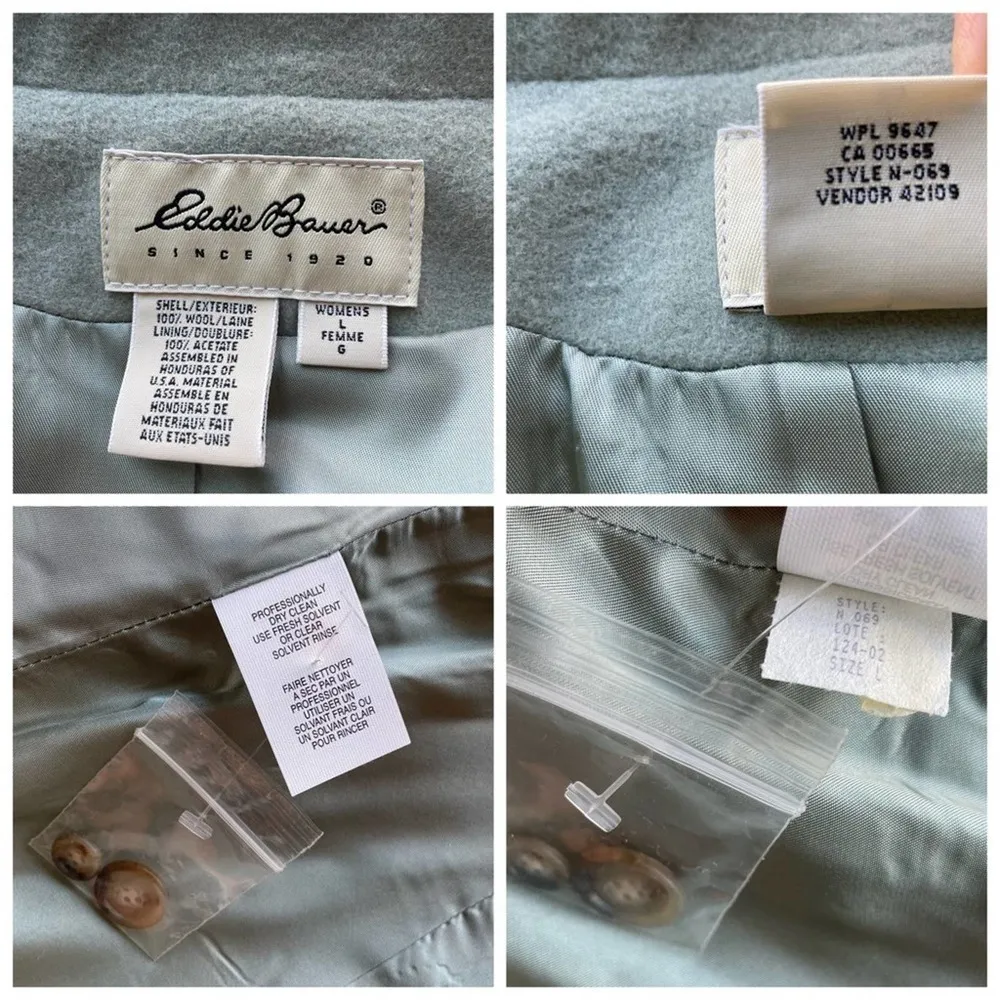 Eddie Bauer®
SINCE 1920
SHELL/EXTERIEUR:
100% WOOL/LAINE
LINING/DOUBLURE:
100% ACETATE
ASSEMBLED IN
HONDURAS OF
U.S.A. MATERIAL
ASSEMBLE EN
HONDURAS DE
MATERIAUX FAIT
AUX ETATS-UNIS
WOMENS
L
FEMME
G
WPL 9647
CA 00665
STYLE N-069
VENDOR 42109
PROFESSIONALLY
DRY CLEAN
USE FRESH SOLVENT
OR CLEAR
SOLVENT RINSE
FAIRE NETTOYER
A SEC PAR UN
PROFESSIONNEL
UTILISER UN
SOLVANT FRAIS OU
UN SOLVANT CLAIR
POUR RINCER
STYLE:
N 069
LOTE :
124-02
SIZE L